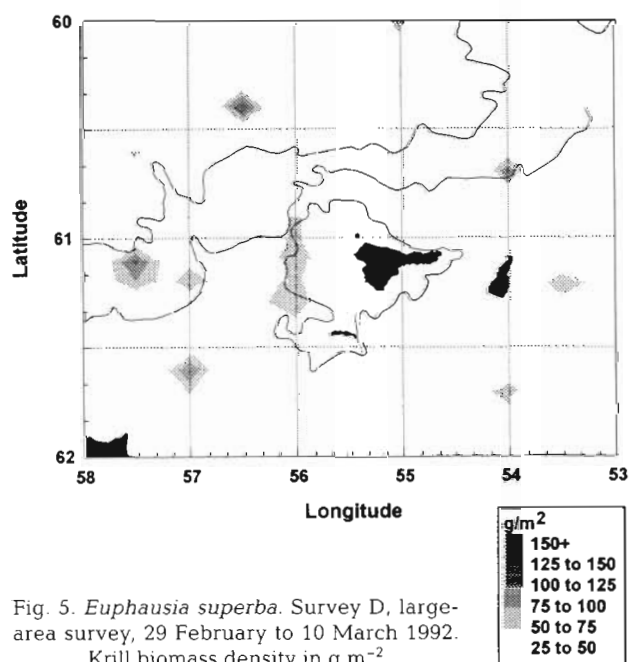 60
61
62
Latitude
58 57 56 55 54 53
Longitude
g/m2
150+
125 to 150
100 to 125
75 to 100
50 to 75
25 to 50
Fig. 5. Euphausia superba. Survey D, large-
area survey, 29 February to 10 March 1992.
Krill biomass density in g m−2